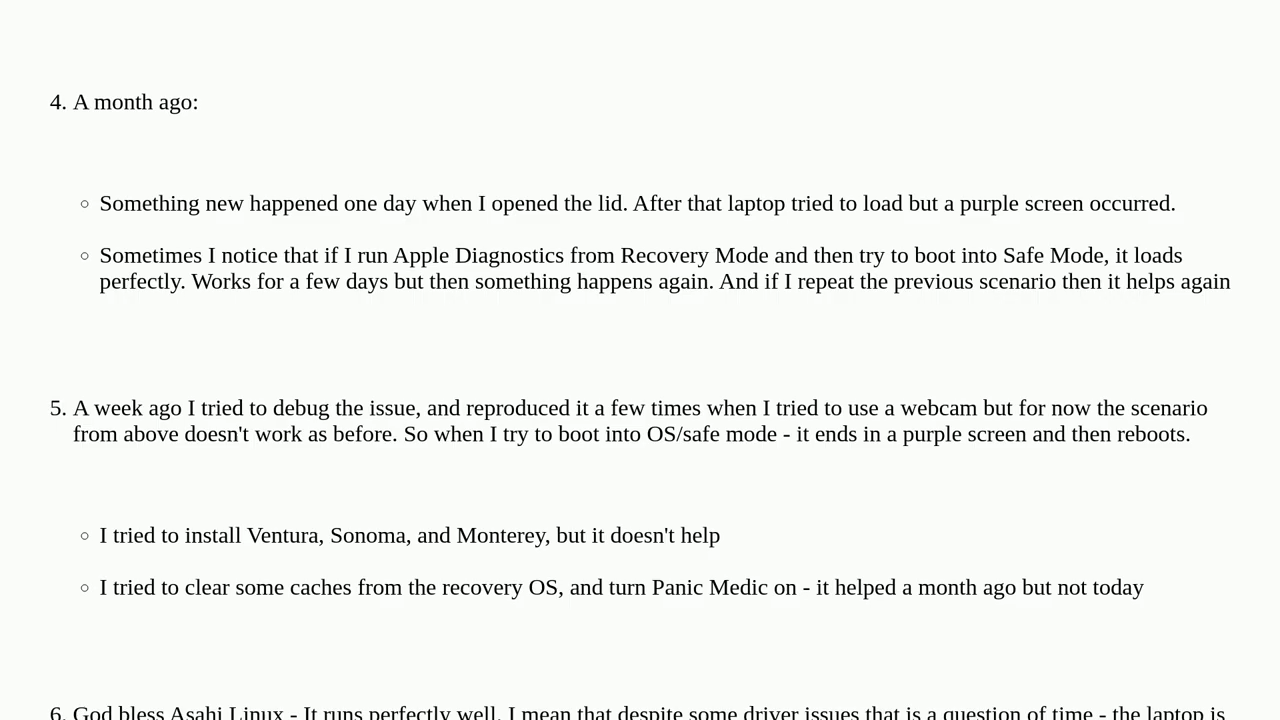 4. A month ago:
Something new happened one day when I opened the lid. After that laptop tried to load but a purple screen occurred.
Sometimes I notice that if I run Apple Diagnostics from Recovery Mode and then try to boot into Safe Mode, it loads
perfectly. Works for a few days but then something happens again. And if I repeat the previous scenario then it helps again
5. A week ago I tried to debug the issue, and reproduced it a few times when I tried to use a webcam but for now the scenario
from above doesn't work as before. So when I try to boot into OS/safe mode - it ends in a purple screen and then reboots.
I tried to install Ventura, Sonoma, and Monterey, but it doesn't help
I tried to clear some caches from the recovery OS, and turn Panic Medic on - it helped a month ago but not today
6. God bless Asahi Linux - It runs perfectly well. I mean that despite some driver issues that is a question of time - the laptop is